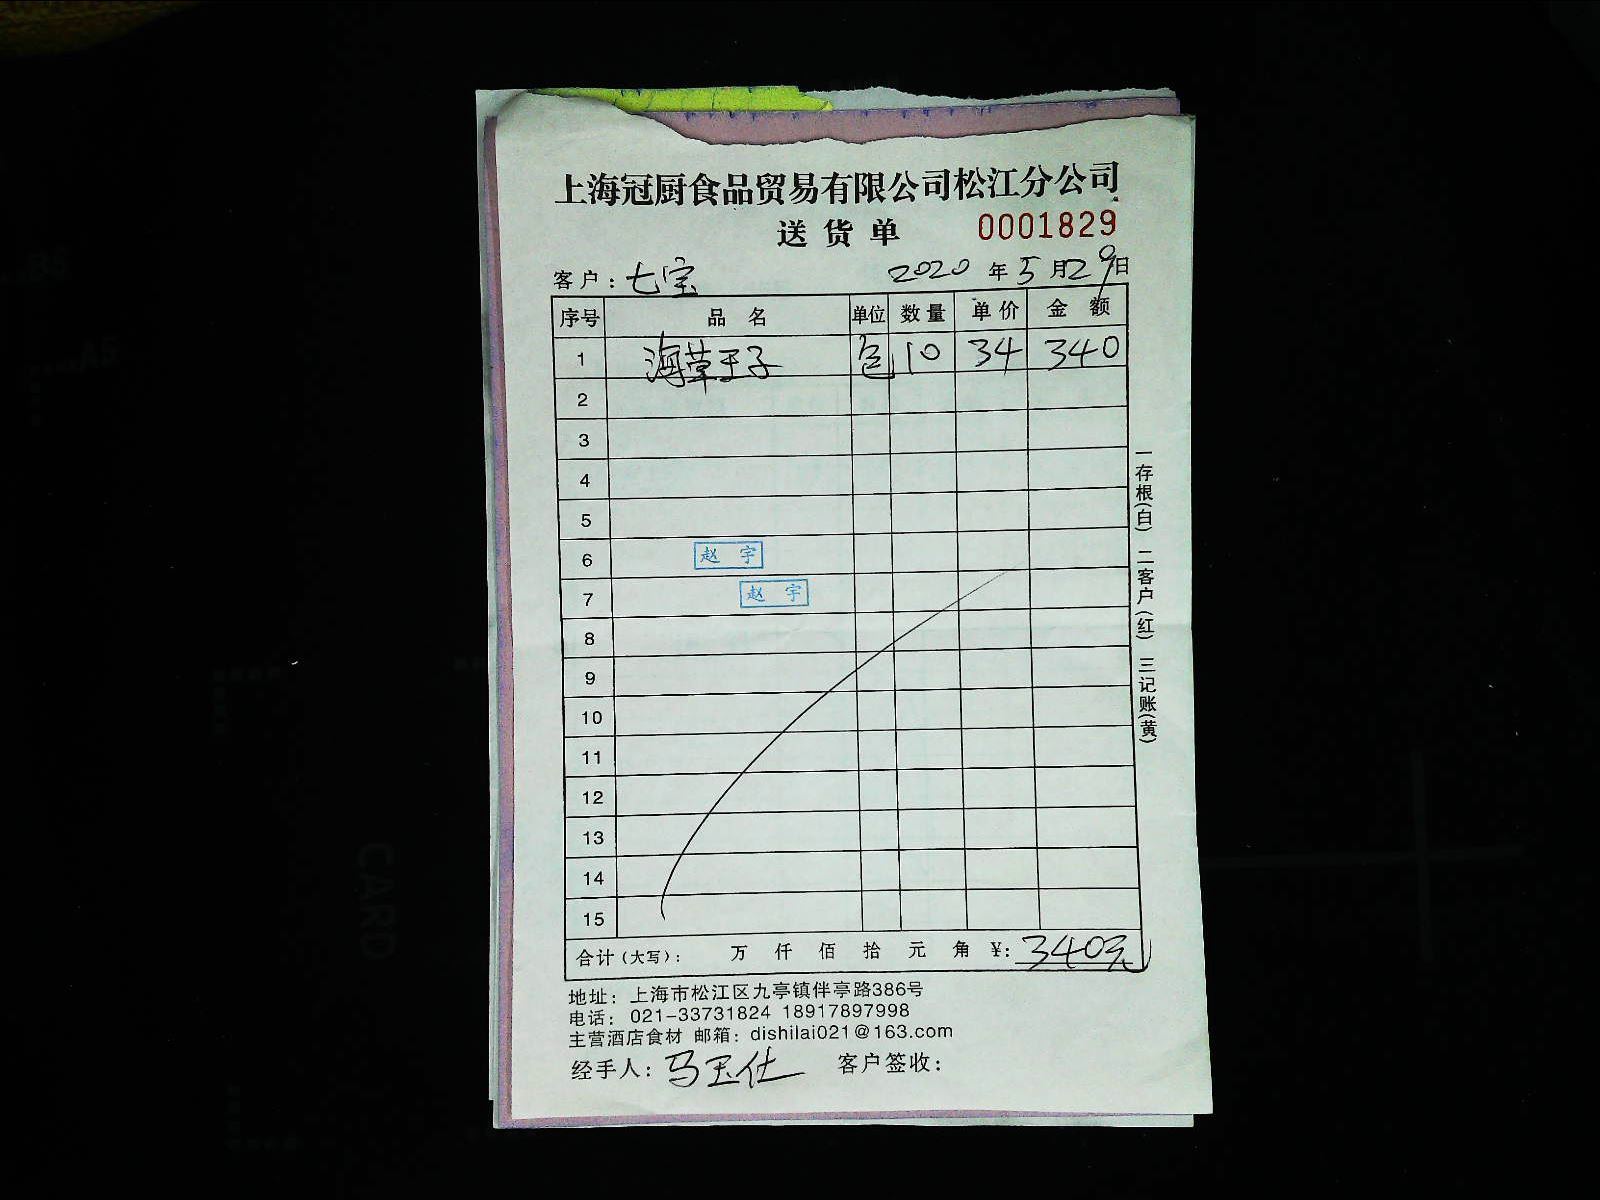 上海冠厨食品贸易有限公司松江分公司
送货单 0001829
客户：七宝 2020 年 5 月 29 日
序号 品名 单位 数量 单价 金额
1 海草王子 包 10 34 340
2
3
4
5
6 赵宇
7 赵宇
8
9
10
11
12
13
14
15
合计（大写）： 万 仟 佰 拾 元 角 ¥：340元
一存根(白) 二客户(红) 三记账(黄)
地址：上海市松江区九亭镇伴亭路386号
电话：021-33731824 18917897998
主营酒店食材 邮箱：dishilai021@163.com
经手人：马玉仕 客户签收：